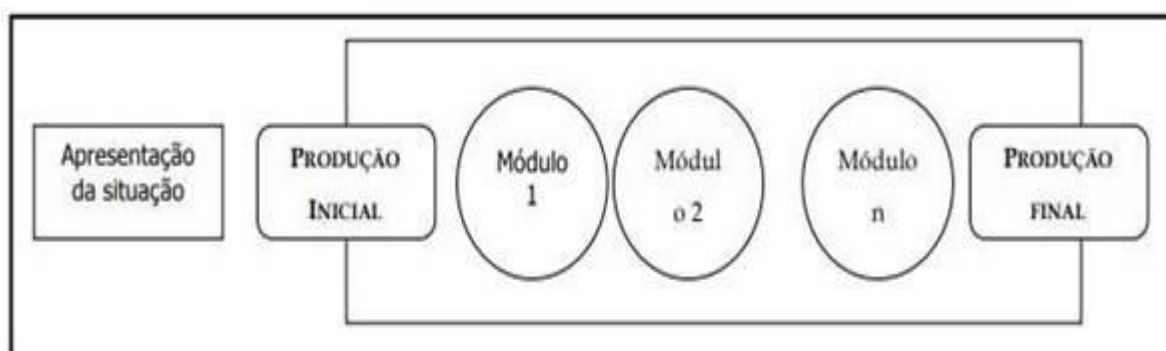 Apresentação
da situação
PRODUÇÃO
INICIAL
Módulo
1
Módul
o 2
Módulo
n
PRODUÇÃO
FINAL